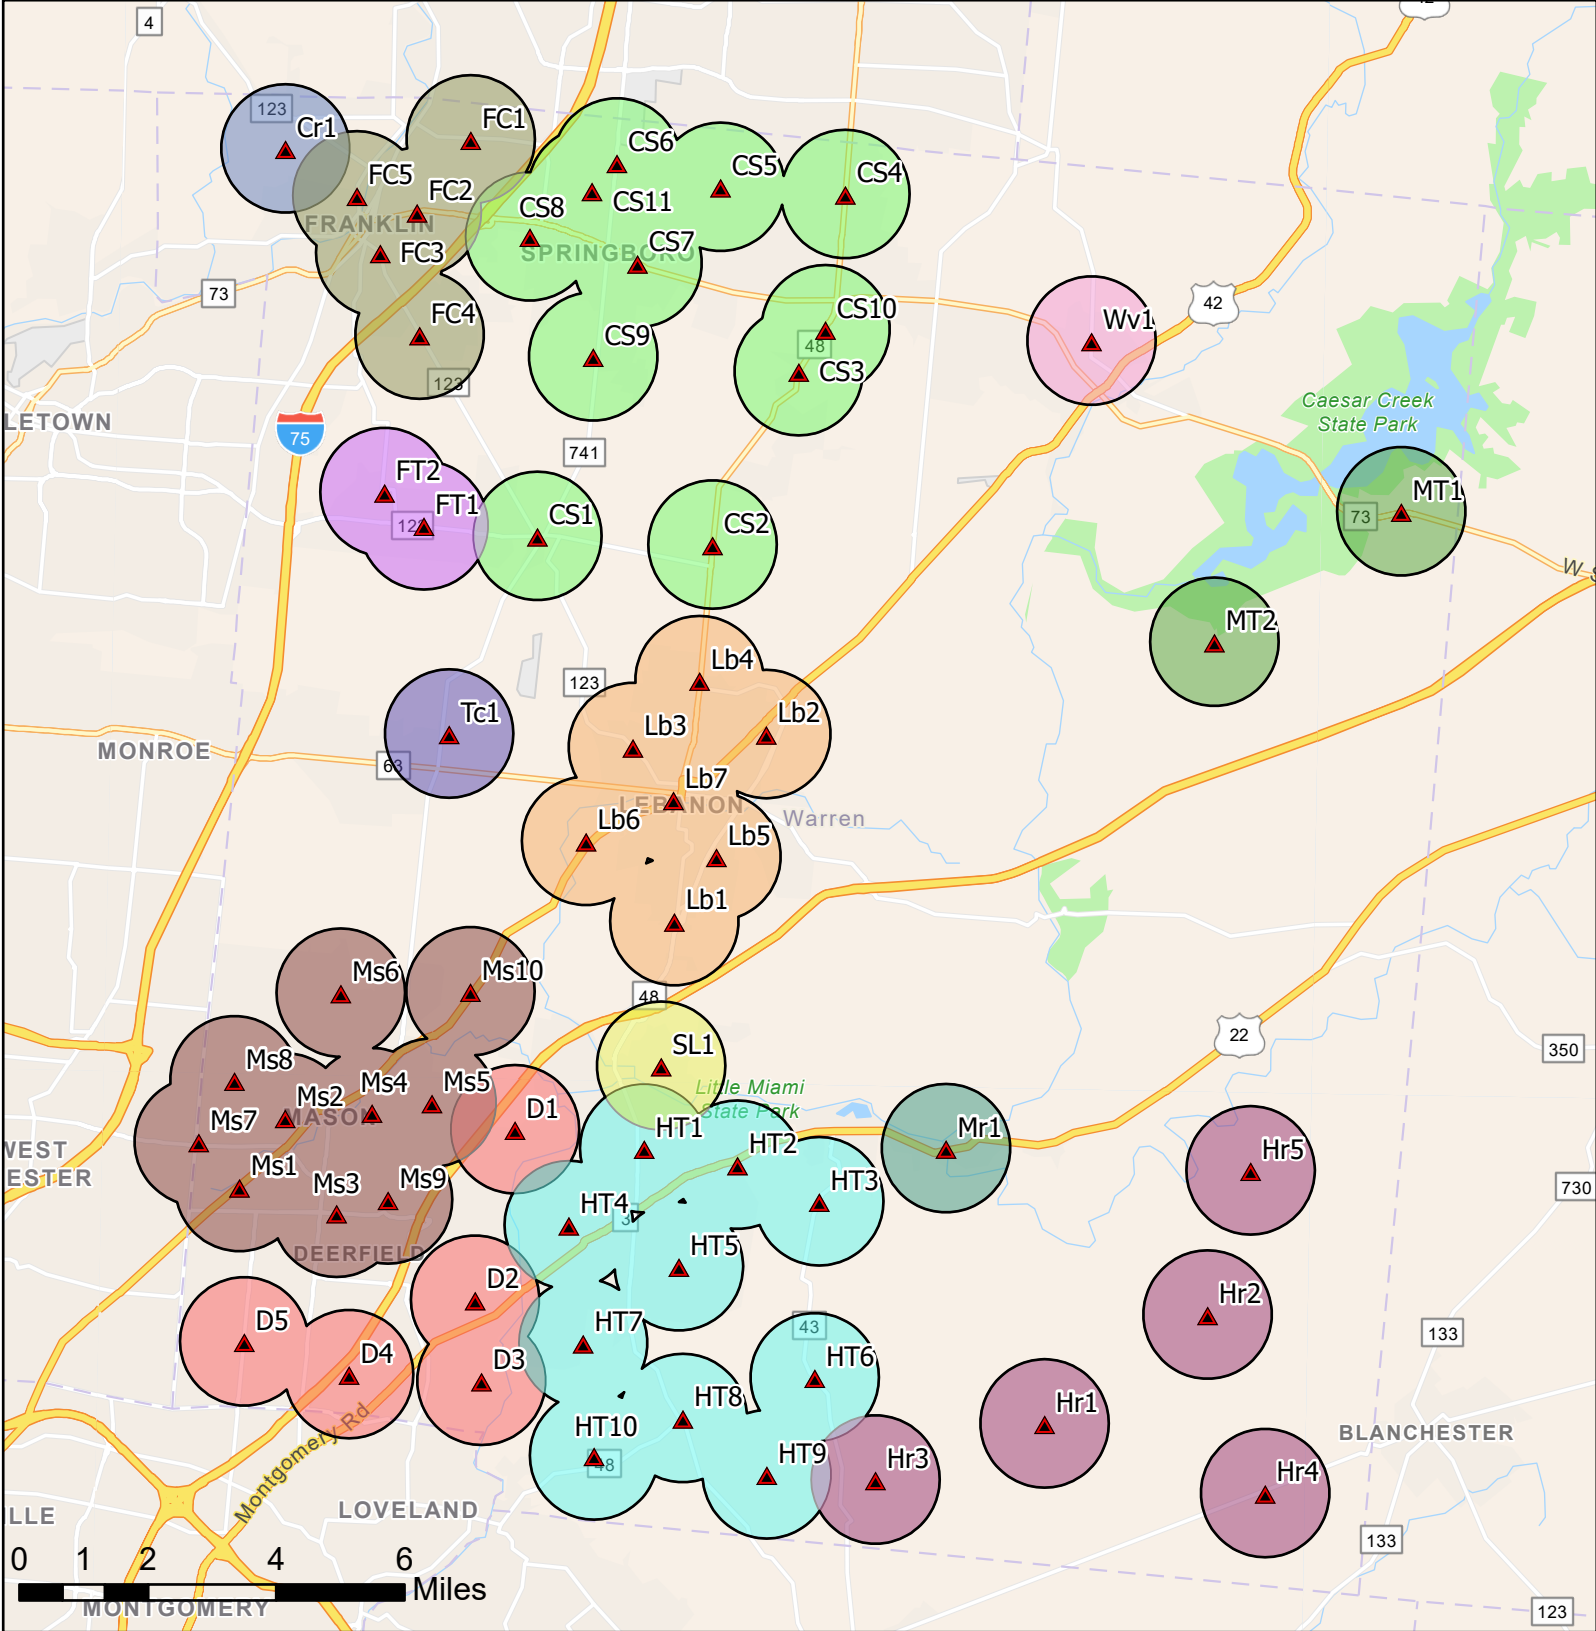 42
4
123
Cr1
FC1
CS6
FC5
FC2
CS5
CS4
CS8
CS11
FRANKLIN
SPRINGBORO
FC3
CS7
73
42
FC4
CS10
Wv1
48
CS9
CS3
123
Caesar Creek
State Park
LETOWN
75
741
FT2
MT1
FT1
CS1
CS2
73
W S
MT2
Lb4
123
Tc1
Lb3
Lb2
MONROE
63
Lb7
LEBANON
Warren
Lb6
Lb5
Lb1
Ms6
Ms10
48
22
350
Ms8
SL1
Ms4
Ms5
Little Miami
State Park
Ms2
MASON
D1
Ms7
HT1
HT2
Mr1
WEST
ESTER
Ms1
Ms3
Ms9
HT3
Hr5
730
HT4
3
DEERFIELD
HT5
D2
Hr2
D5
HT7
43
133
D4
D3
HT6
HT8
Hr1
Montgomery Rd
HT10
48
HT9
Hr3
BLANCHESTER
Hr4
LOVELAND
ILLE
133
0 1 2 4 6
Miles
MONTGOMERY
123